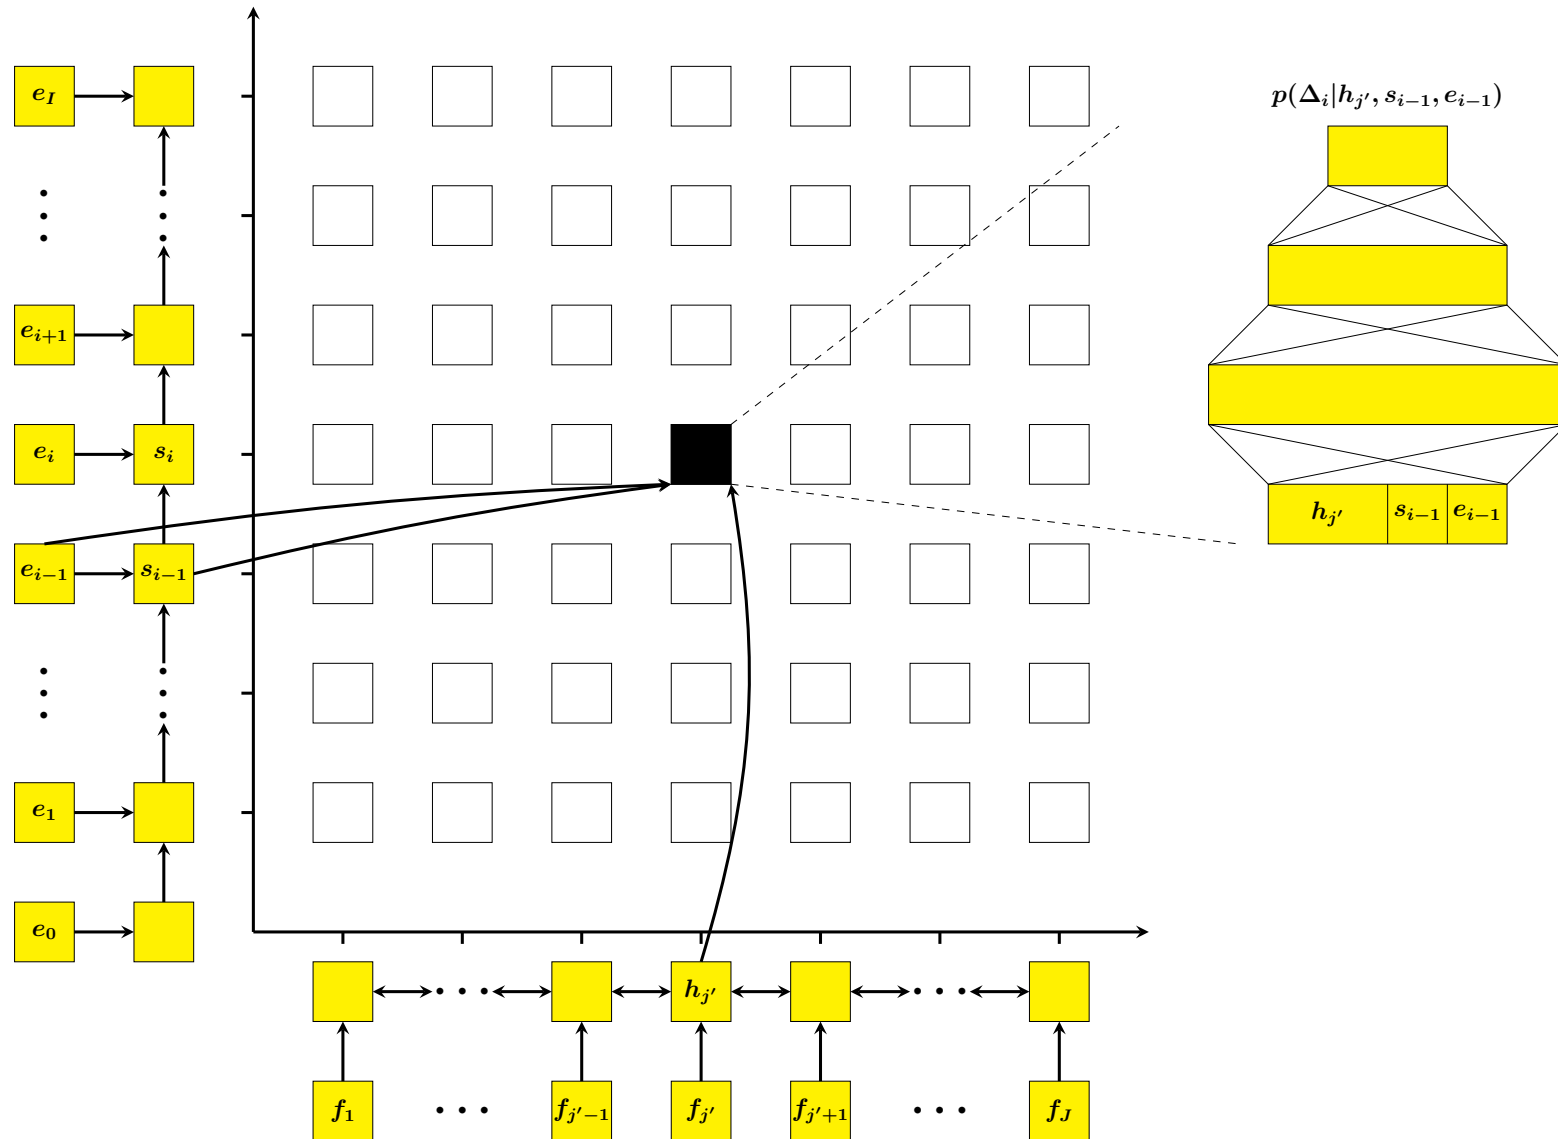 e_I
p(Δ_i|h_{j′}, s_{i−1}, e_{i−1})
⋮ ⋮
e_{i+1}
e_i s_i
h_{j′} s_{i−1} e_{i−1}
e_{i−1} s_{i−1}
⋮ ⋮
e_1
e_0
· · · h_{j′} · · ·
f_1 · · · f_{j′−1} f_{j′} f_{j′+1} · · · f_J